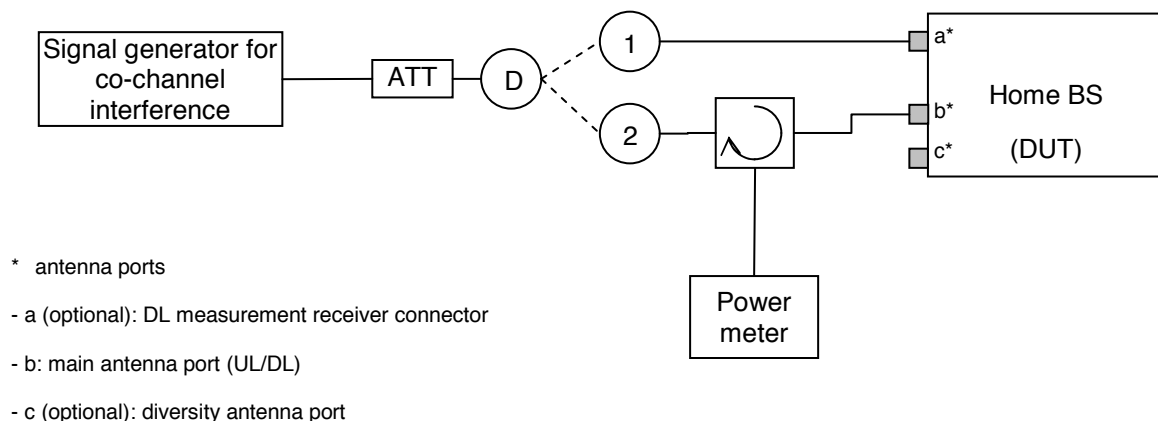 Signal generator for
co-channel
interference
ATT
D
1
2
a*
b*
c*
Home BS
(DUT)
Power
meter
* antenna ports
- a (optional): DL measurement receiver connector
- b: main antenna port (UL/DL)
- c (optional): diversity antenna port